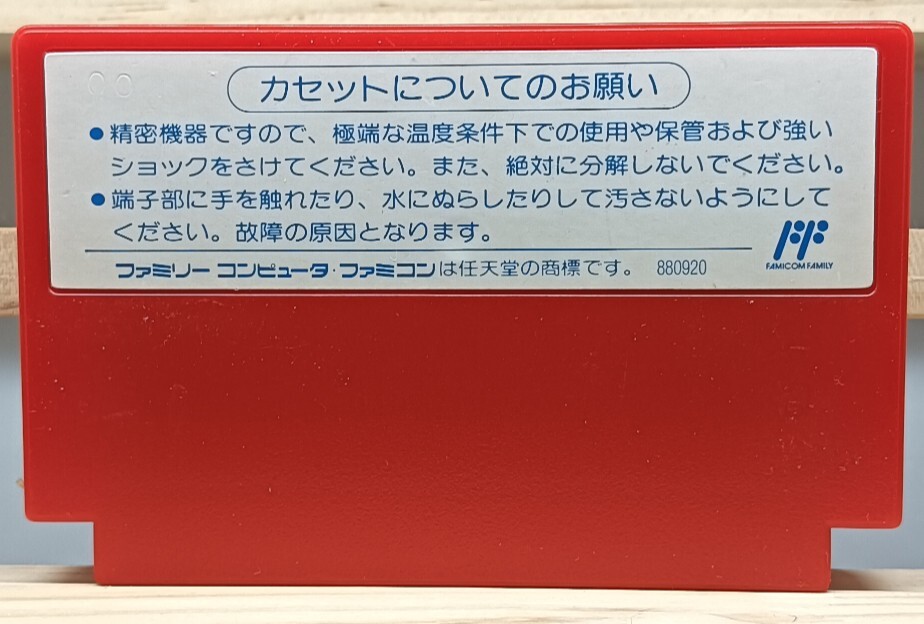 カセットについてのお願い
●精密機器ですので、極端な温度条件下での使用や保管および強い
ショックをさけてください。また、絶対に分解しないでください。
●端子部に手を触れたり、水にぬらしたりして汚さないようにして
ください。故障の原因となります。
ファミリーコンピュータ・ファミコンは任天堂の商標です。 880920
FAMICOM FAMILY